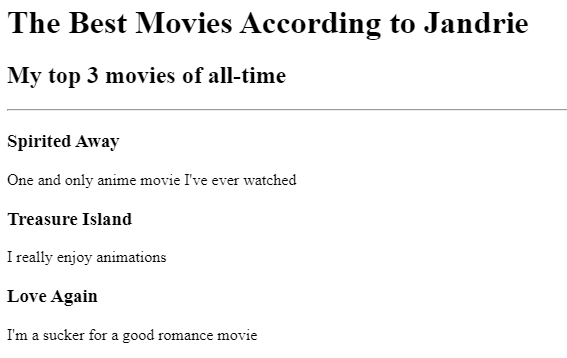 The Best Movies According to Jandrie
My top 3 movies of all-time
Spirited Away
One and only anime movie I've ever watched
Treasure Island
I really enjoy animations
Love Again
I'm a sucker for a good romance movie